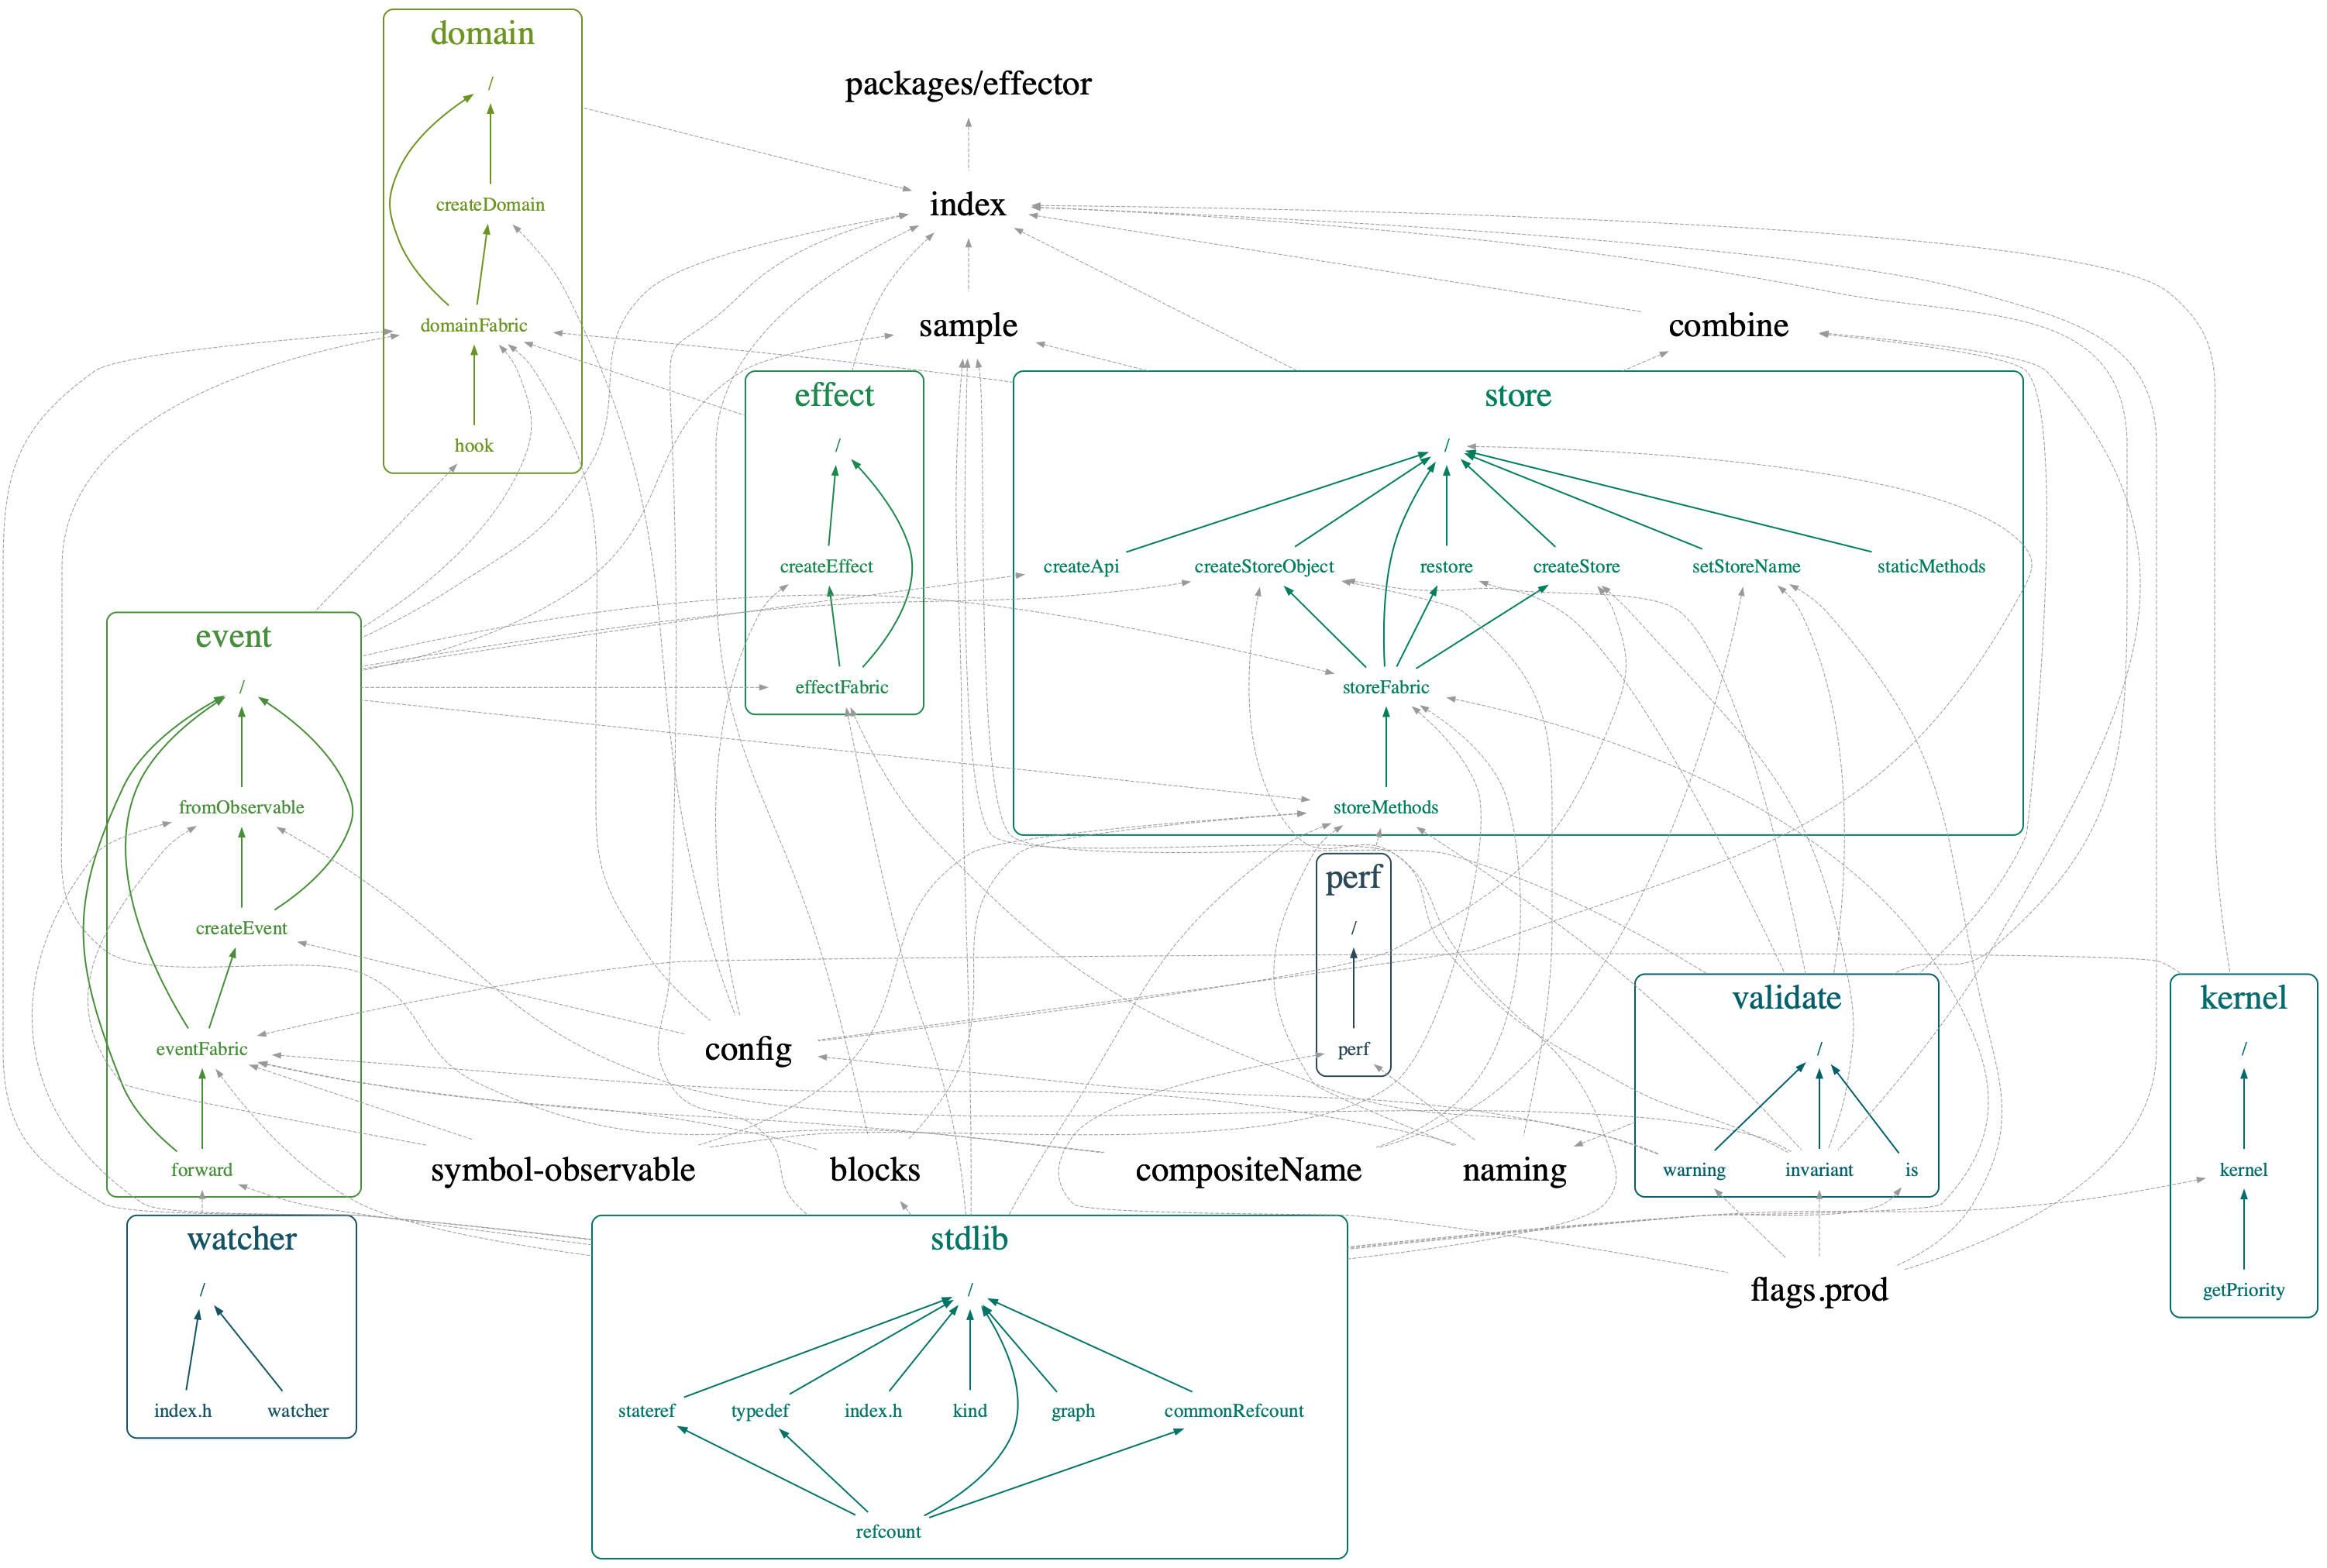 domain
/
packages/effector
createDomain
index
domainFabric
sample
combine
effect
store
hook
/
/
createEffect
createApi
createStoreObject
restore
createStore
setStoreName
staticMethods
event
/
effectFabric
storeFabric
fromObservable
storeMethods
perf
createEvent
/
validate
kernel
eventFabric
config
perf
/
/
forward
symbol-observable
blocks
compositeName
naming
warning
invariant
is
kernel
watcher
stdlib
/
/
flags.prod
getPriority
index.h
watcher
stateref
typedef
index.h
kind
graph
commonRefcount
refcount